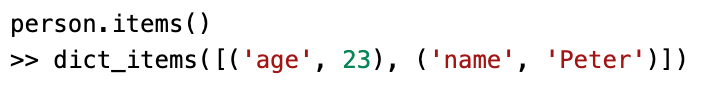 person.items()
>> dict_items([('age', 23), ('name', 'Peter')])